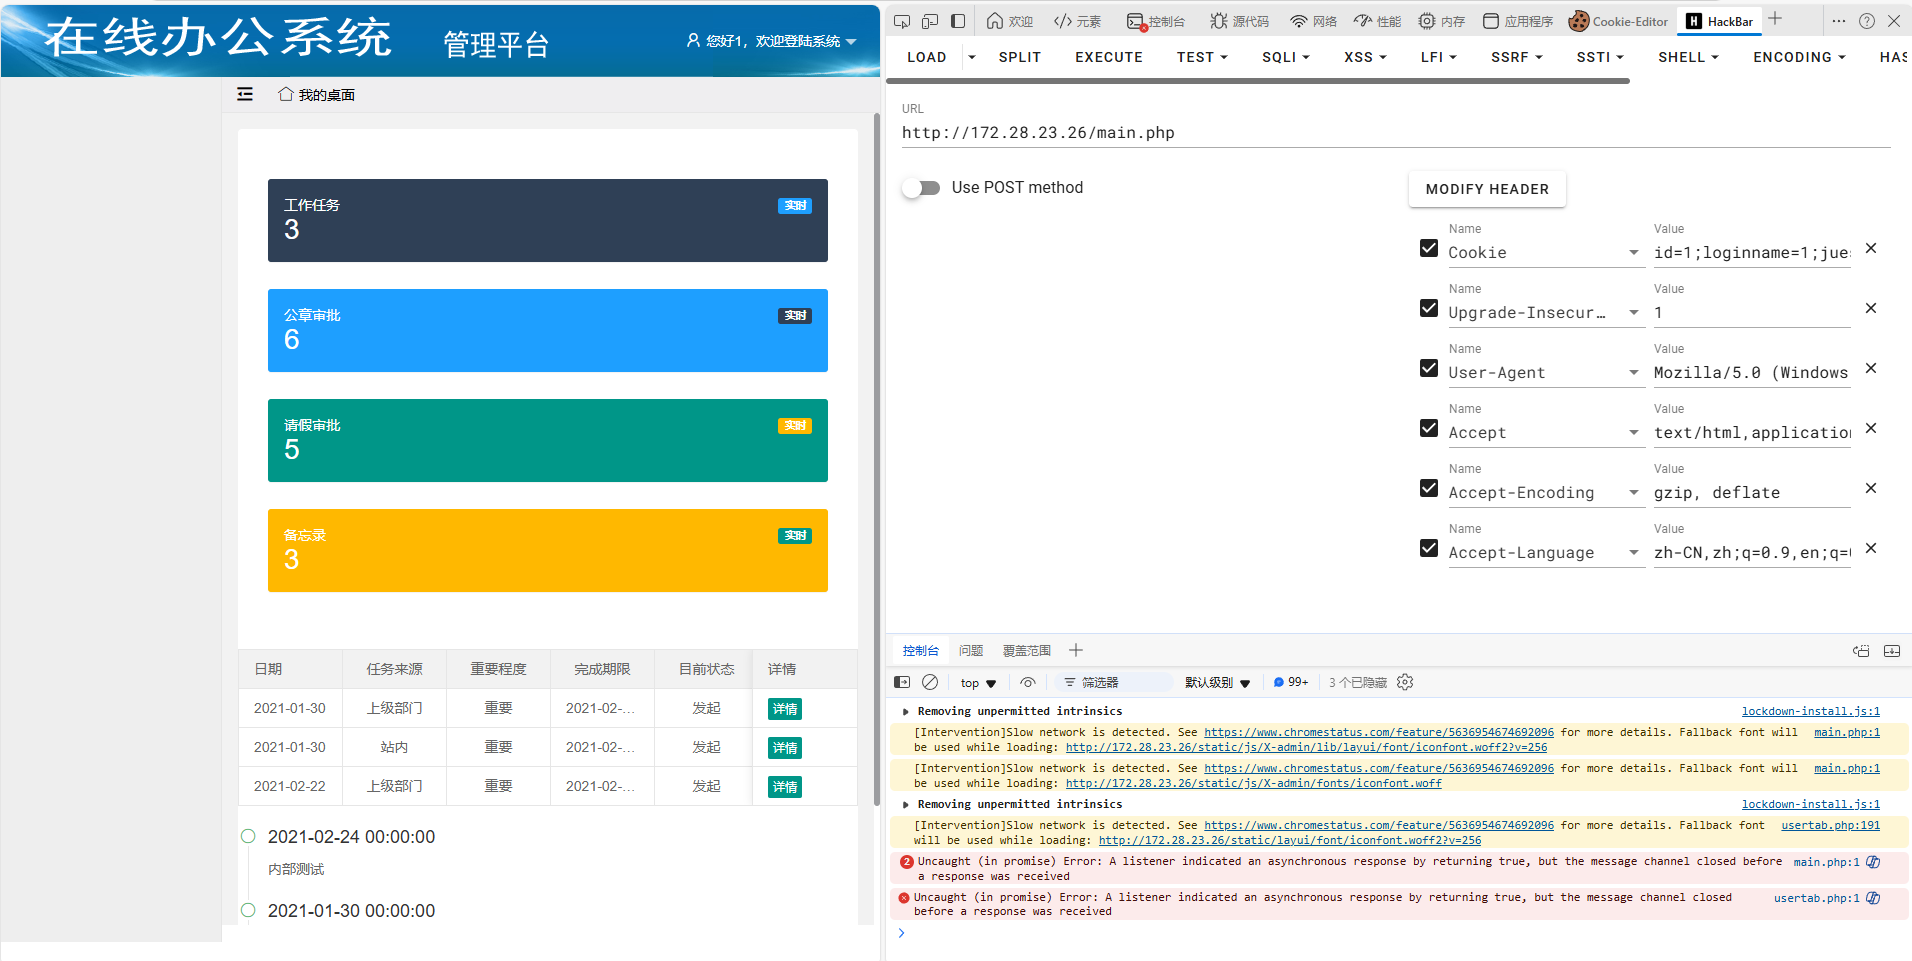 在线办公系统
管理平台
您好1，欢迎登陆系统
我的桌面
工作任务
实时
3
公章审批
实时
6
请假审批
实时
5
备忘录
实时
3
日期 任务来源 重要程度 完成期限 目前状态 详情
2021-01-30 上级部门 重要 2021-02-... 发起 详情
2021-01-30 站内 重要 2021-02-... 发起 详情
2021-02-22 上级部门 重要 2021-02-... 发起 详情
2021-02-24 00:00:00
内部测试
2021-01-30 00:00:00
欢迎 元素 控制台 源代码 网络 性能 内存 应用程序 Cookie-Editor H HackBar
LOAD SPLIT EXECUTE TEST SQLI XSS LFI SSRF SSTI SHELL ENCODING HAS
URL
http://172.28.23.26/main.php
Use POST method
MODIFY HEADER
Name Value
Cookie id=1;loginname=1;jues
Name Value
Upgrade-Insecur... 1
Name Value
User-Agent Mozilla/5.0 (Windows
Name Value
Accept text/html,application
Name Value
Accept-Encoding gzip, deflate
Name Value
Accept-Language zh-CN,zh;q=0.9,en;q=0
控制台 问题 覆盖范围
top 筛选器 默认级别 99+ 3 个已隐藏
Removing unpermitted intrinsics lockdown-install.js:1
[Intervention]Slow network is detected. See https://www.chromestatus.com/feature/5636954674692096 for more details. Fallback font will main.php:1
be used while loading: http://172.28.23.26/static/js/X-admin/lib/layui/font/iconfont.woff2?v=256
[Intervention]Slow network is detected. See https://www.chromestatus.com/feature/5636954674692096 for more details. Fallback font will main.php:1
be used while loading: http://172.28.23.26/static/js/X-admin/fonts/iconfont.woff
Removing unpermitted intrinsics lockdown-install.js:1
[Intervention]Slow network is detected. See https://www.chromestatus.com/feature/5636954674692096 for more details. Fallback font usertab.php:191
will be used while loading: http://172.28.23.26/static/layui/font/iconfont.woff2?v=256
2 Uncaught (in promise) Error: A listener indicated an asynchronous response by returning true, but the message channel closed before main.php:1
a response was received
Uncaught (in promise) Error: A listener indicated an asynchronous response by returning true, but the message channel closed usertab.php:1
before a response was received